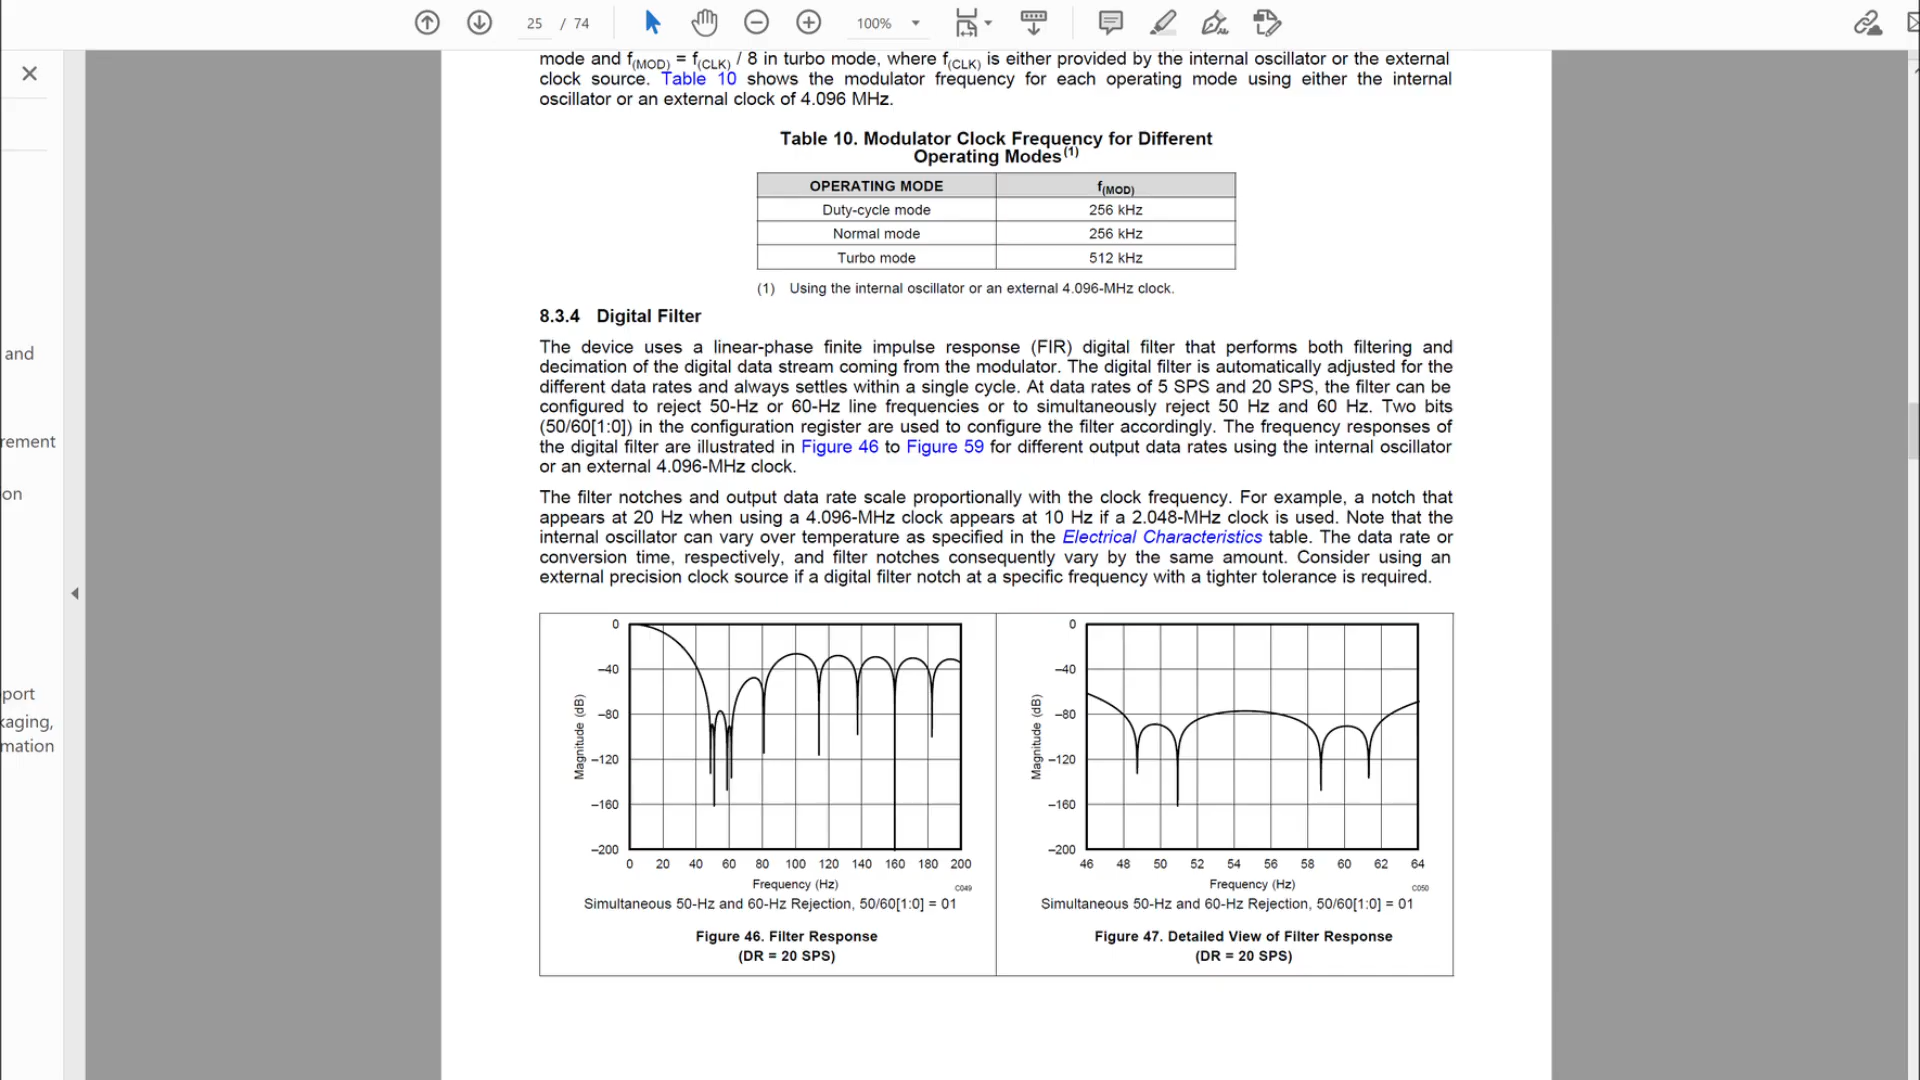 25 / 74
100%
mode and f(MOD) = f(CLK) / 8 in turbo mode, where f(CLK) is either provided by the internal oscillator or the external
clock source. Table 10 shows the modulator frequency for each operating mode using either the internal
oscillator or an external clock of 4.096 MHz.
Table 10. Modulator Clock Frequency for Different
Operating Modes(1)
OPERATING MODE f(MOD)
Duty-cycle mode 256 kHz
Normal mode 256 kHz
Turbo mode 512 kHz
(1) Using the internal oscillator or an external 4.096-MHz clock.
8.3.4 Digital Filter
The device uses a linear-phase finite impulse response (FIR) digital filter that performs both filtering and
decimation of the digital data stream coming from the modulator. The digital filter is automatically adjusted for the
different data rates and always settles within a single cycle. At data rates of 5 SPS and 20 SPS, the filter can be
configured to reject 50-Hz or 60-Hz line frequencies or to simultaneously reject 50 Hz and 60 Hz. Two bits
(50/60[1:0]) in the configuration register are used to configure the filter accordingly. The frequency responses of
the digital filter are illustrated in Figure 46 to Figure 59 for different output data rates using the internal oscillator
or an external 4.096-MHz clock.
The filter notches and output data rate scale proportionally with the clock frequency. For example, a notch that
appears at 20 Hz when using a 4.096-MHz clock appears at 10 Hz if a 2.048-MHz clock is used. Note that the
internal oscillator can vary over temperature as specified in the Electrical Characteristics table. The data rate or
conversion time, respectively, and filter notches consequently vary by the same amount. Consider using an
external precision clock source if a digital filter notch at a specific frequency with a tighter tolerance is required.
and
rement
on
port
kaging,
mation
0
–40
–80
–120
–160
–200
Magnitude (dB)
0 20 40 60 80 100 120 140 160 180 200
Frequency (Hz)
C049
Simultaneous 50-Hz and 60-Hz Rejection, 50/60[1:0] = 01
Figure 46. Filter Response
(DR = 20 SPS)
0
–40
–80
–120
–160
–200
Magnitude (dB)
46 48 50 52 54 56 58 60 62 64
Frequency (Hz)
C050
Simultaneous 50-Hz and 60-Hz Rejection, 50/60[1:0] = 01
Figure 47. Detailed View of Filter Response
(DR = 20 SPS)